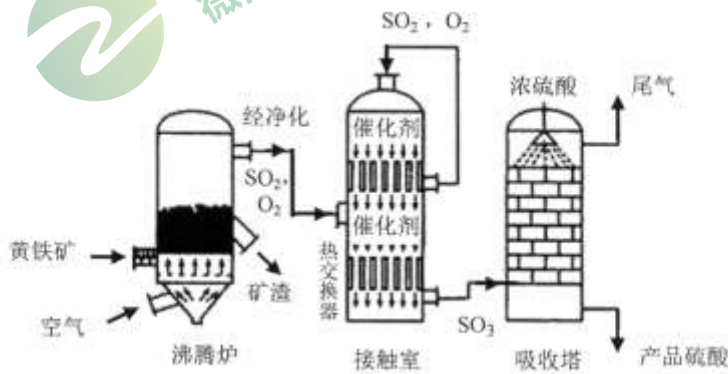 SO₂，O₂
浓硫酸
尾气
经净化
催化剂
SO₂，
O₂
催化剂
黄铁矿
热交换器
矿渣
空气
SO₃
沸腾炉
接触室
吸收塔
产品硫酸